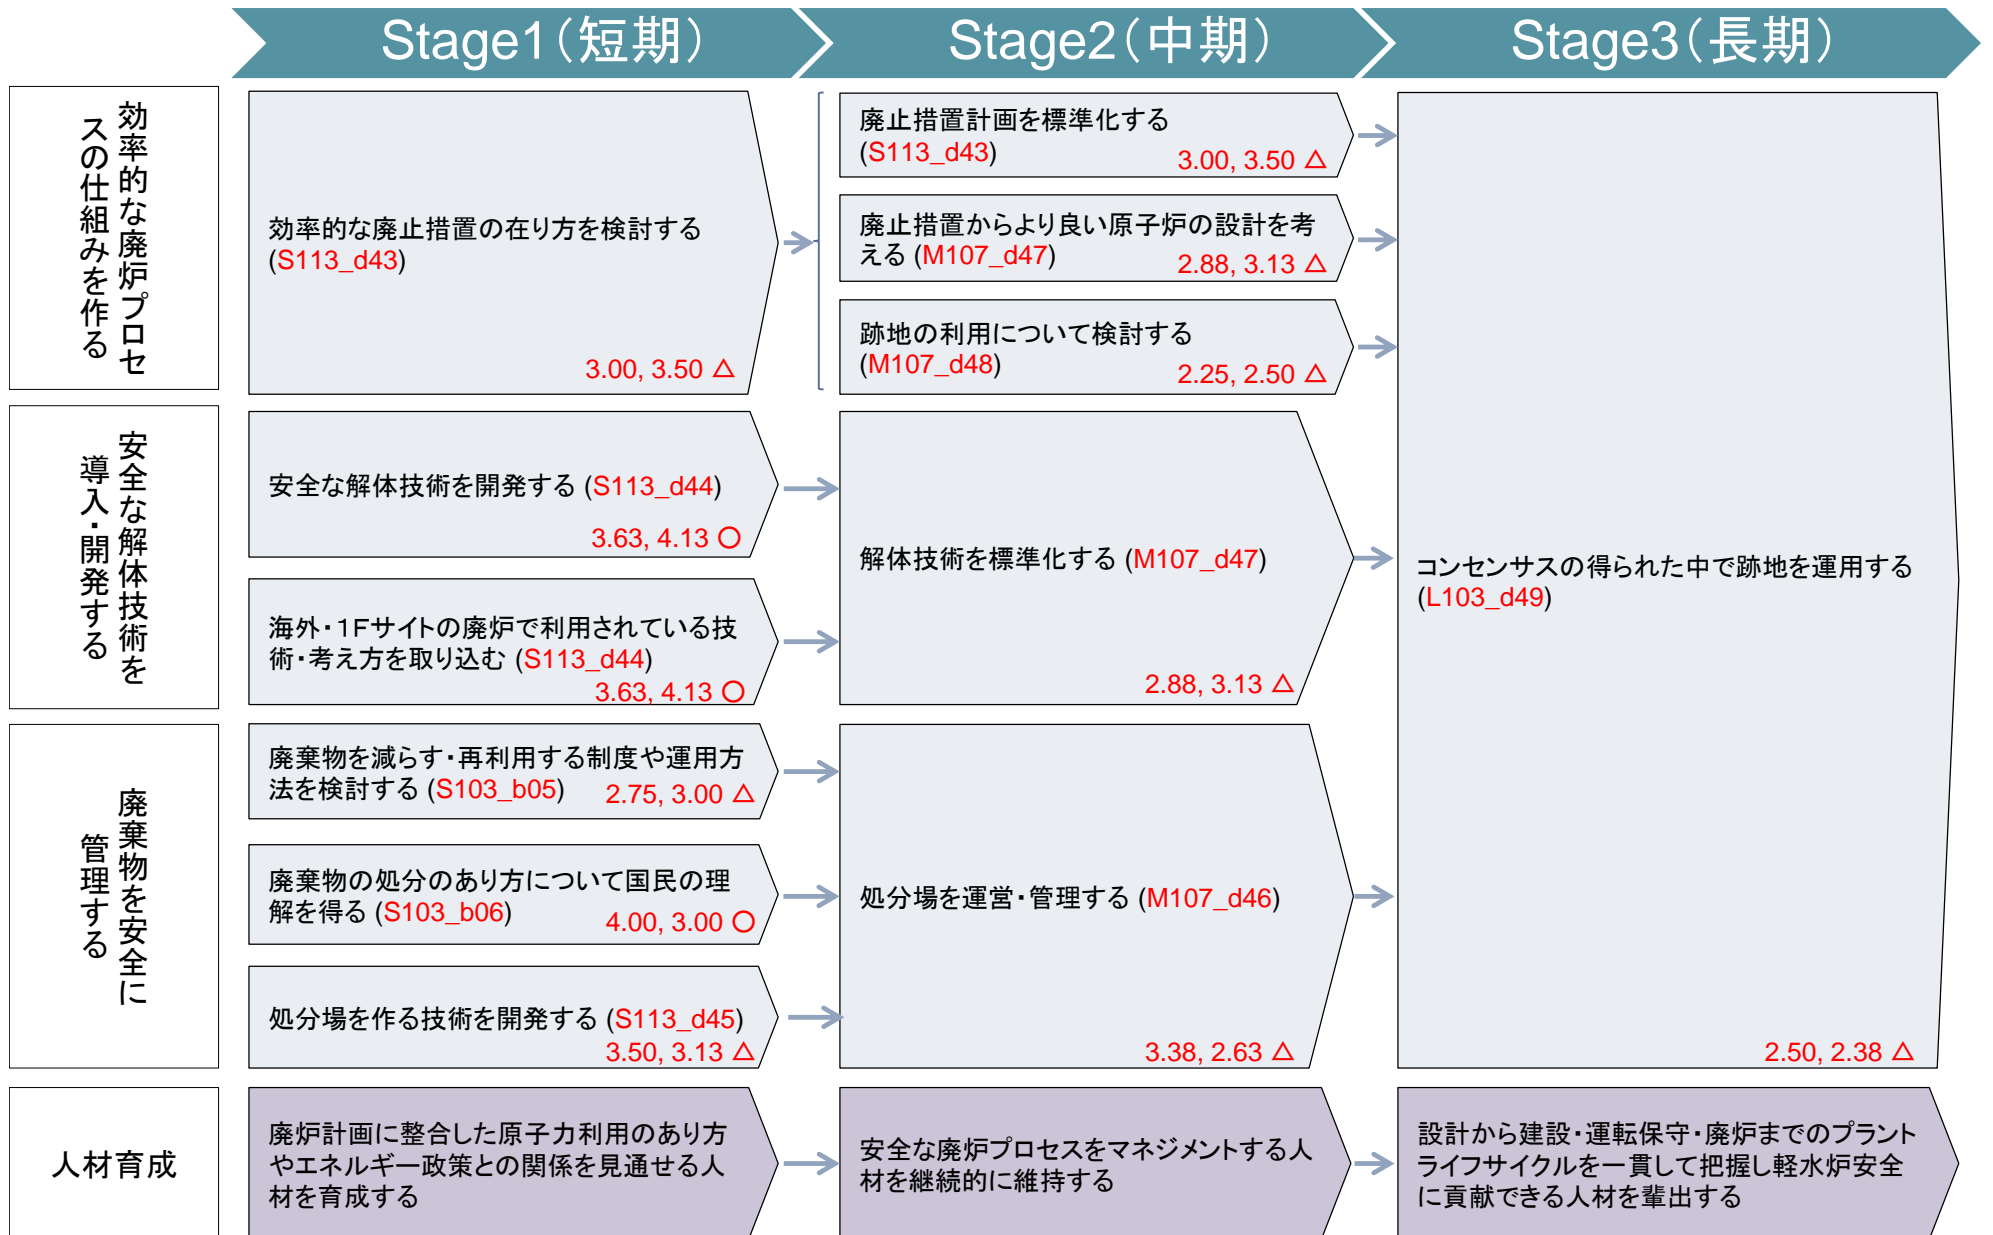 Stage1（短期）
Stage2（中期）
Stage3（長期）
効率的な廃炉プロセ
スの仕組みを作る
効率的な廃止措置の在り方を検討する
(S113_d43)
3.00, 3.50 △
廃止措置計画を標準化する
(S113_d43)
3.00, 3.50 △
廃止措置からより良い原子炉の設計を考
える (M107_d47)
2.88, 3.13 △
跡地の利用について検討する
(M107_d48)
2.25, 2.50 △
安全な解体技術を
導入・開発する
安全な解体技術を開発する (S113_d44)
3.63, 4.13 〇
海外・1Fサイトの廃炉で利用されている技
術・考え方を取り込む (S113_d44)
3.63, 4.13 〇
解体技術を標準化する (M107_d47)
2.88, 3.13 △
コンセンサスの得られた中で跡地を運用する
(L103_d49)
2.50, 2.38 △
廃棄物を安全に
管理する
廃棄物を減らす・再利用する制度や運用方
法を検討する (S103_b05)
2.75, 3.00 △
廃棄物の処分のあり方について国民の理
解を得る (S103_b06)
4.00, 3.00 〇
処分場を作る技術を開発する (S113_d45)
3.50, 3.13 △
処分場を運営・管理する (M107_d46)
3.38, 2.63 △
人材育成
廃炉計画に整合した原子力利用のあり方
やエネルギー政策との関係を見通せる人
材を育成する
安全な廃炉プロセスをマネジメントする人
材を継続的に維持する
設計から建設・運転保守・廃炉までのプラント
ライフサイクルを一貫して把握し軽水炉安全
に貢献できる人材を輩出する